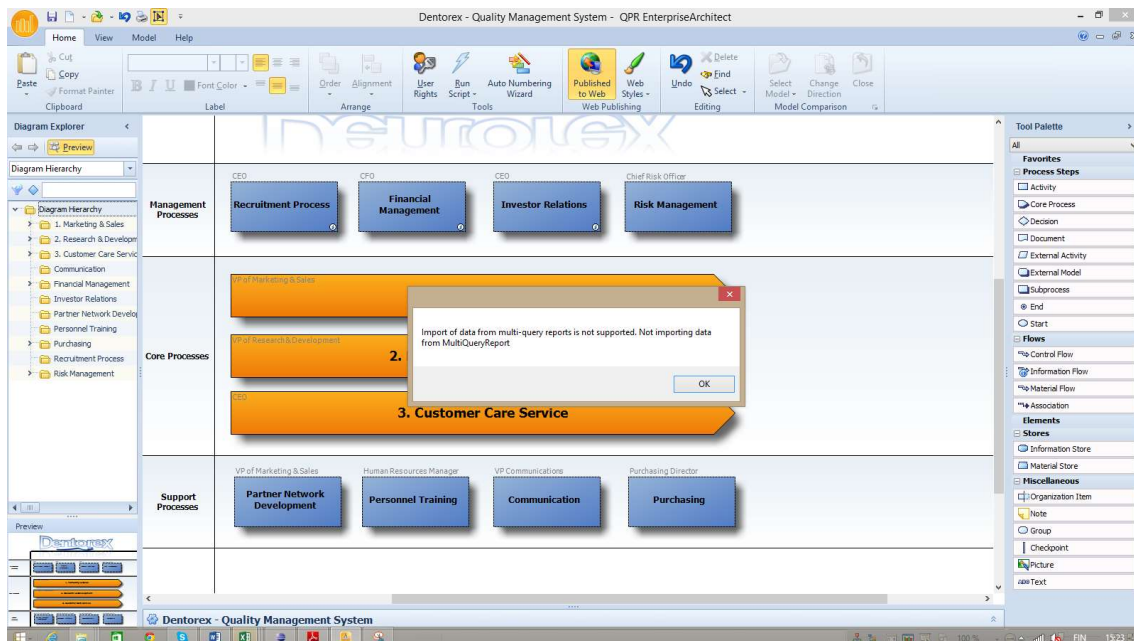 Dentorex - Quality Management System - QPR EnterpriseArchitect
Home View Model Help
Paste
Cut
Copy
Format Painter
Clipboard
B I U Font Color
Label
Order
Alignment
Arrange
User Rights
Run Script
Auto Numbering Wizard
Tools
Published to Web
Web Styles
Web Publishing
Undo
Delete
Find
Select
Editing
Select Model
Change Direction
Close
Model Comparison
Diagram Explorer
Preview
Diagram Hierarchy
Diagram Hierarchy
1. Marketing & Sales
2. Research & Developm
3. Customer Care Servic
Communication
Financial Management
Investor Relations
Partner Network Develo
Personnel Training
Purchasing
Recruitment Process
Risk Management
Preview
Dentorex
Dentorex
Management
Processes
CEO
Recruitment Process
CFO
Financial
Management
CEO
Investor Relations
Chief Risk Officer
Risk Management
Core Processes
VP of Marketing & Sales
VP of Research & Development
2.
CEO
3. Customer Care Service
Import of data from multi-query reports is not supported. Not importing data
from MultiQueryReport
OK
Support
Processes
VP of Marketing & Sales
Partner Network
Development
Human Resources Manager
Personnel Training
VP Communications
Communication
Purchasing Director
Purchasing
Dentorex - Quality Management System
Tool Palette
All
Favorites
Process Steps
Activity
Core Process
Decision
Document
External Activity
External Model
Subprocess
End
Start
Flows
Control Flow
Information Flow
Material Flow
Association
Elements
Stores
Information Store
Material Store
Miscellaneous
Organization Item
Note
Group
Checkpoint
Picture
Text
100 %
FIN 15:23